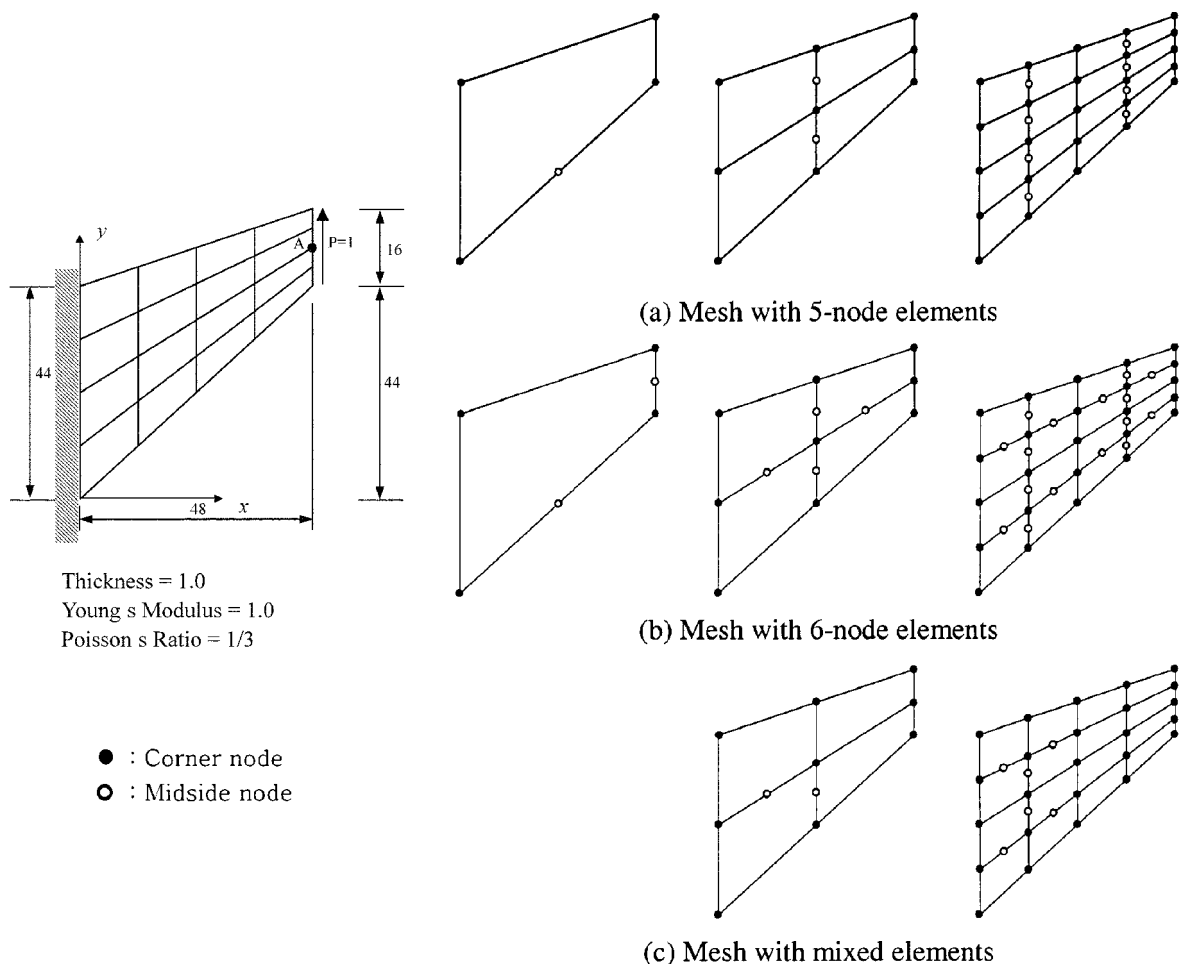 y
A
P=1
16
44
44
48
x
Thickness = 1.0
Young s Modulus = 1.0
Poisson s Ratio = 1/3
● : Corner node
○ : Midside node
(a) Mesh with 5-node elements
(b) Mesh with 6-node elements
(c) Mesh with mixed elements